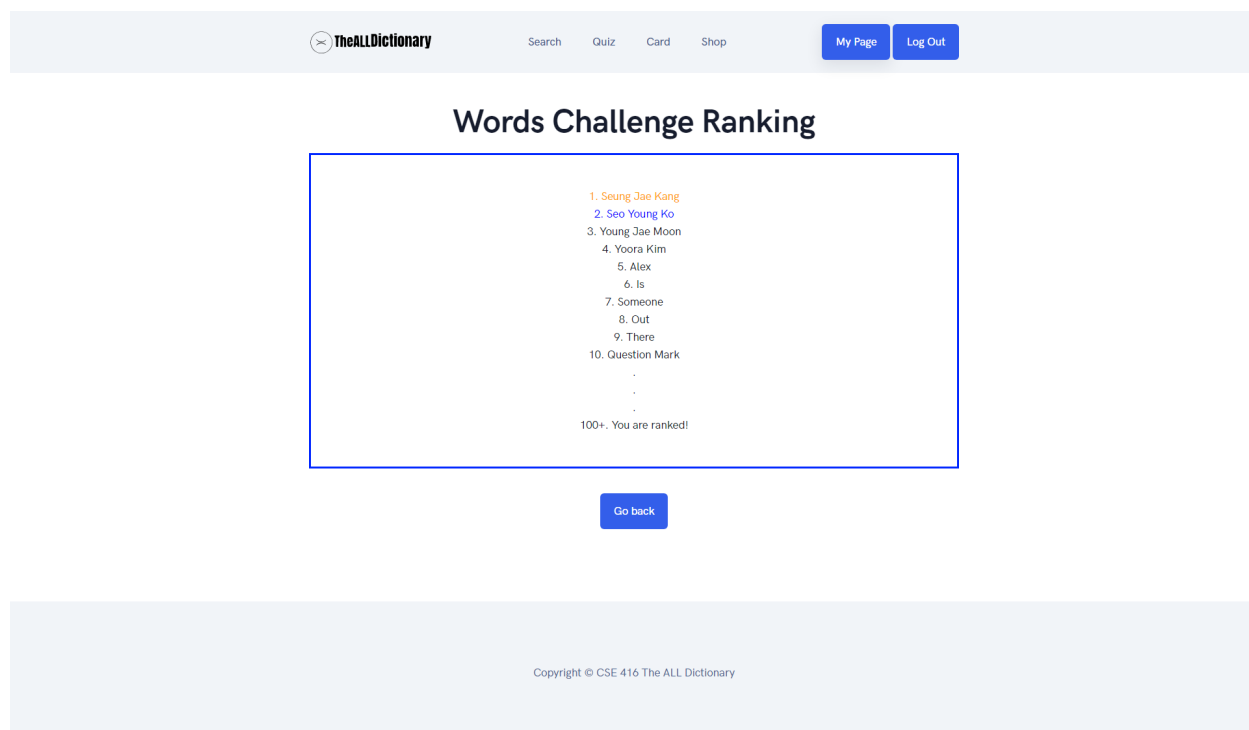 TheALLDictionary
Search Quiz Card Shop
My Page Log Out
Words Challenge Ranking
1. Seung Jae Kang
2. Seo Young Ko
3. Young Jae Moon
4. Yoora Kim
5. Alex
6. Is
7. Someone
8. Out
9. There
10. Question Mark
.
.
.
100+. You are ranked!
Go back
Copyright © CSE 416 The ALL Dictionary